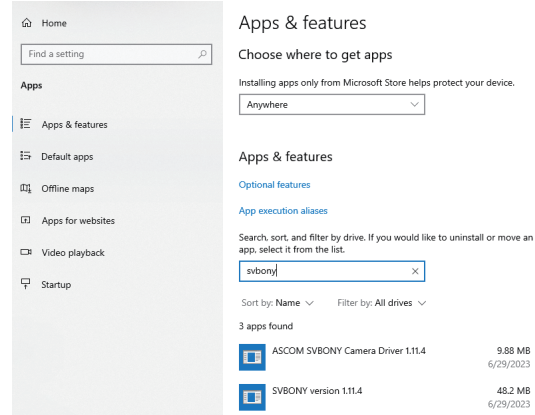 Home
Find a setting
Apps
Apps & features
Default apps
Offline maps
Apps for websites
Video playback
Startup
Apps & features
Choose where to get apps
Installing apps only from Microsoft Store helps protect your device.
Anywhere
Apps & features
Optional features
App execution aliases
Search, sort, and filter by drive. If you would like to uninstall or move an
app, select it from the list.
svbony
Sort by: Name Filter by: All drives
3 apps found
ASCOM SVBONY Camera Driver 1.11.4 9.88 MB
6/29/2023
SVBONY version 1.11.4 48.2 MB
6/29/2023